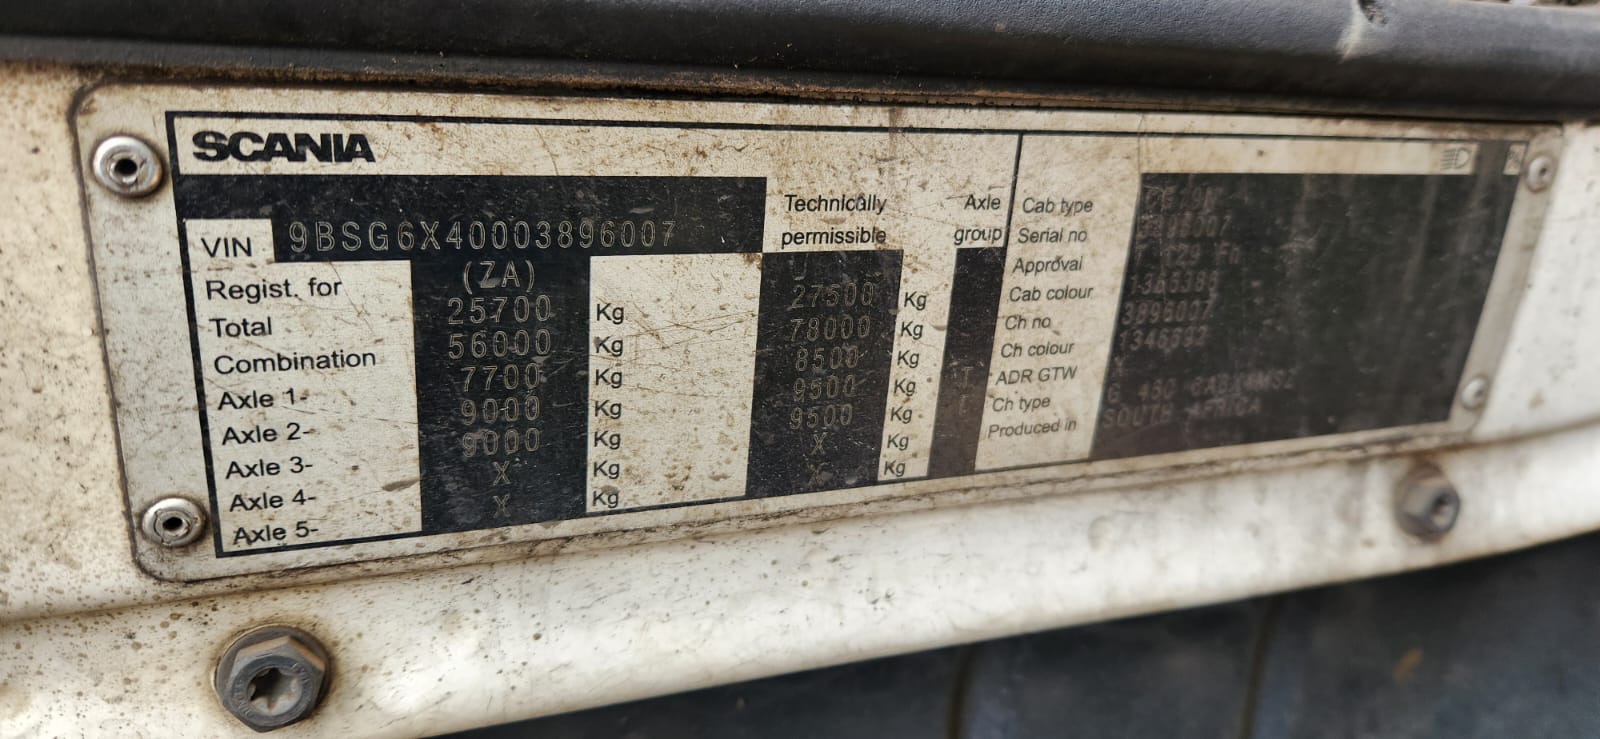 SCANIA
VIN 9BSG6X40003896007
Technically permissible
Axle group
Regist. for (ZA)
Total 25700 Kg 27500 Kg
Combination 56000 Kg 78000 Kg
Axle 1- 7700 Kg 8500 Kg
Axle 2- 9000 Kg 9500 Kg
Axle 3- 9000 Kg 9500 Kg
Axle 4- X Kg X Kg
Axle 5- X Kg X Kg
Cab type
Serial no
Approval
Cab colour
Ch no 3896007
Ch colour
ADR GTW X
Ch type
Produced in SOUTH AFRICA